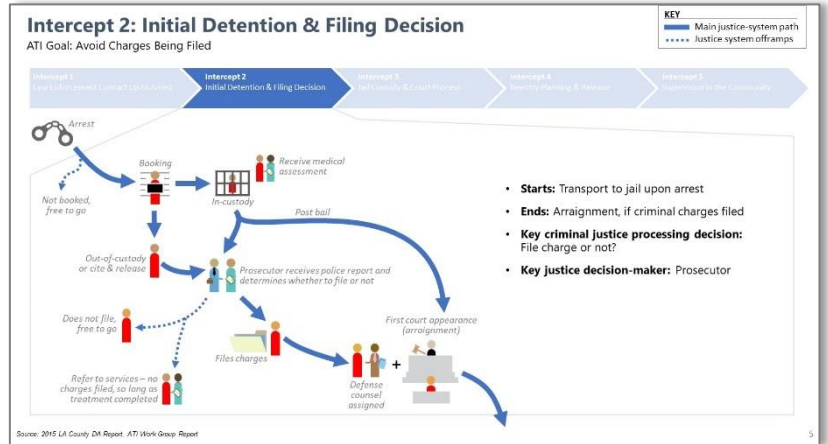 Intercept 2: Initial Detention & Filing Decision
ATI Goal: Avoid Charges Being Filed
KEY
Main justice-system path
Justice system offramps
Intercept 1
Law Enforcement Contact Up to Arrest
Intercept 2
Initial Detention & Filing Decision
Intercept 3
Jail Custody & Court Process
Intercept 4
Reentry Planning & Release
Intercept 5
Supervision in the Community
Arrest
Not booked,
free to go
Booking
In-custody
Receive medical
assessment
Post bail
Out-of-custody
or cite & release
Prosecutor receives police report and
determines whether to file or not
Does not file,
free to go
Refer to services – no
charges filed, so long as
treatment completed
Files charges
First court appearance
(arraignment)
+
Defense
counsel
assigned
• Starts: Transport to jail upon arrest
• Ends: Arraignment, if criminal charges filed
• Key criminal justice processing decision:
File charge or not?
• Key justice decision-maker: Prosecutor
Source: 2015 LA County DA Report, ATI Work Group Report
5